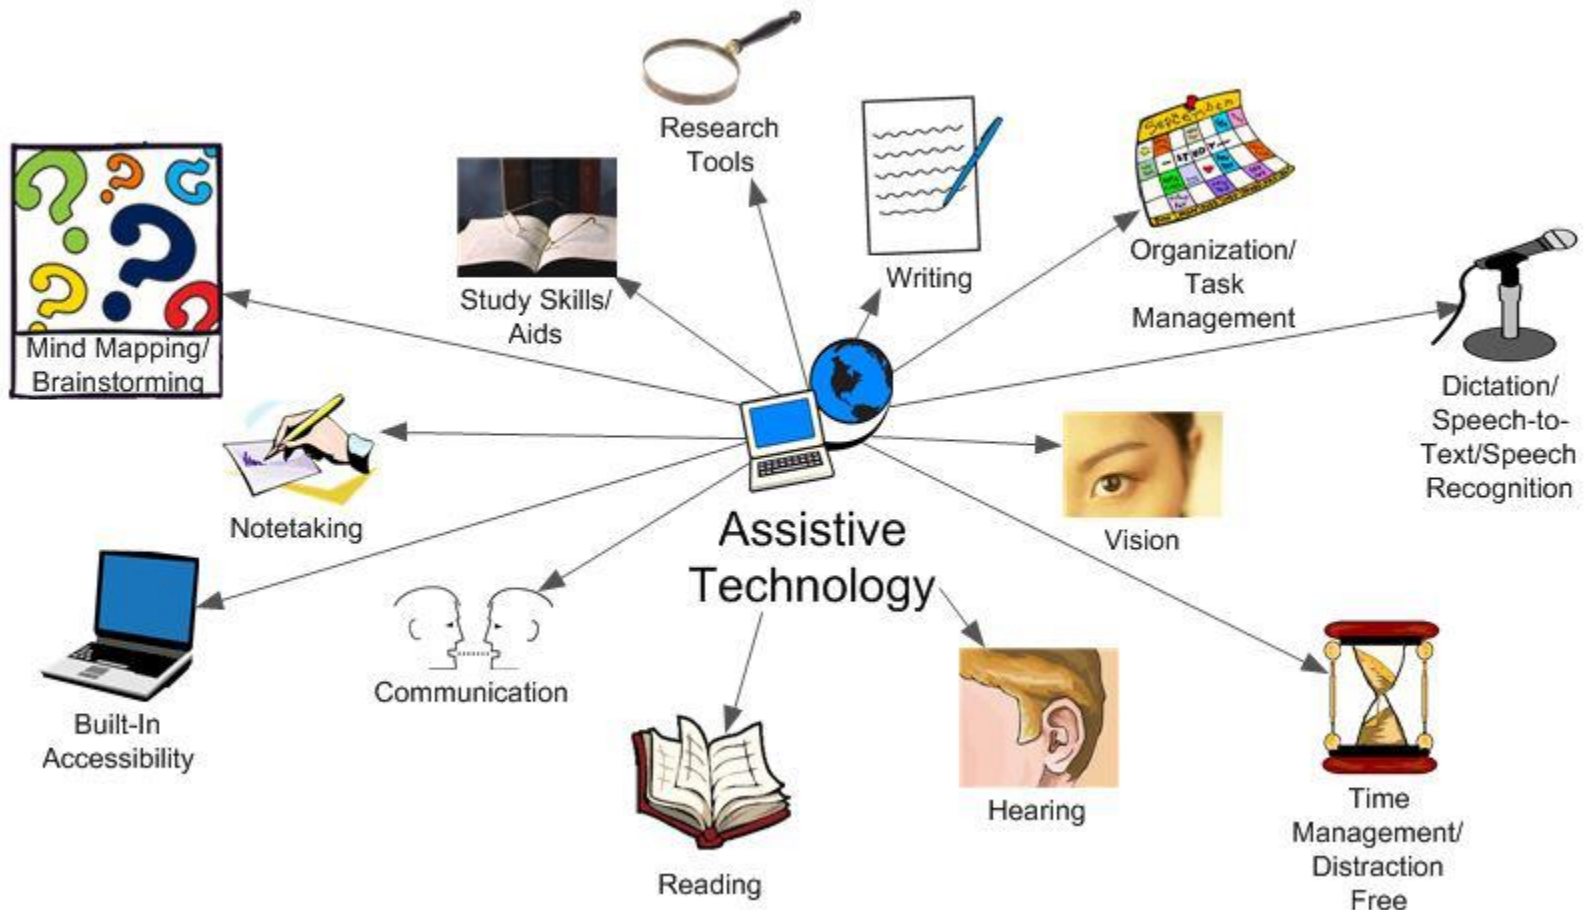 Research
Tools
Writing
September
Organization/
Task
Management
Study Skills/
Aids
Mind Mapping/
Brainstorming
Dictation/
Speech-to-
Text/Speech
Recognition
Notetaking
Assistive
Technology
Vision
Built-In
Accessibility
Communication
Reading
Hearing
Time
Management/
Distraction
Free